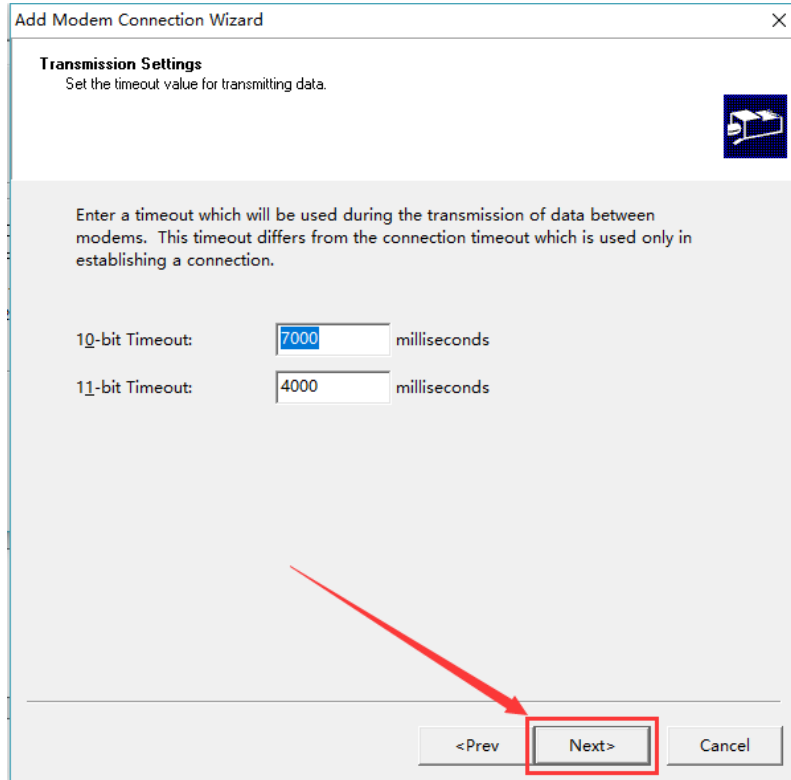 Add Modem Connection Wizard
Transmission Settings
Set the timeout value for transmitting data.
Enter a timeout which will be used during the transmission of data between
modems.  This timeout differs from the connection timeout which is used only in
establishing a connection.
10-bit Timeout: 7000 milliseconds
11-bit Timeout: 4000 milliseconds
<Prev Next> Cancel